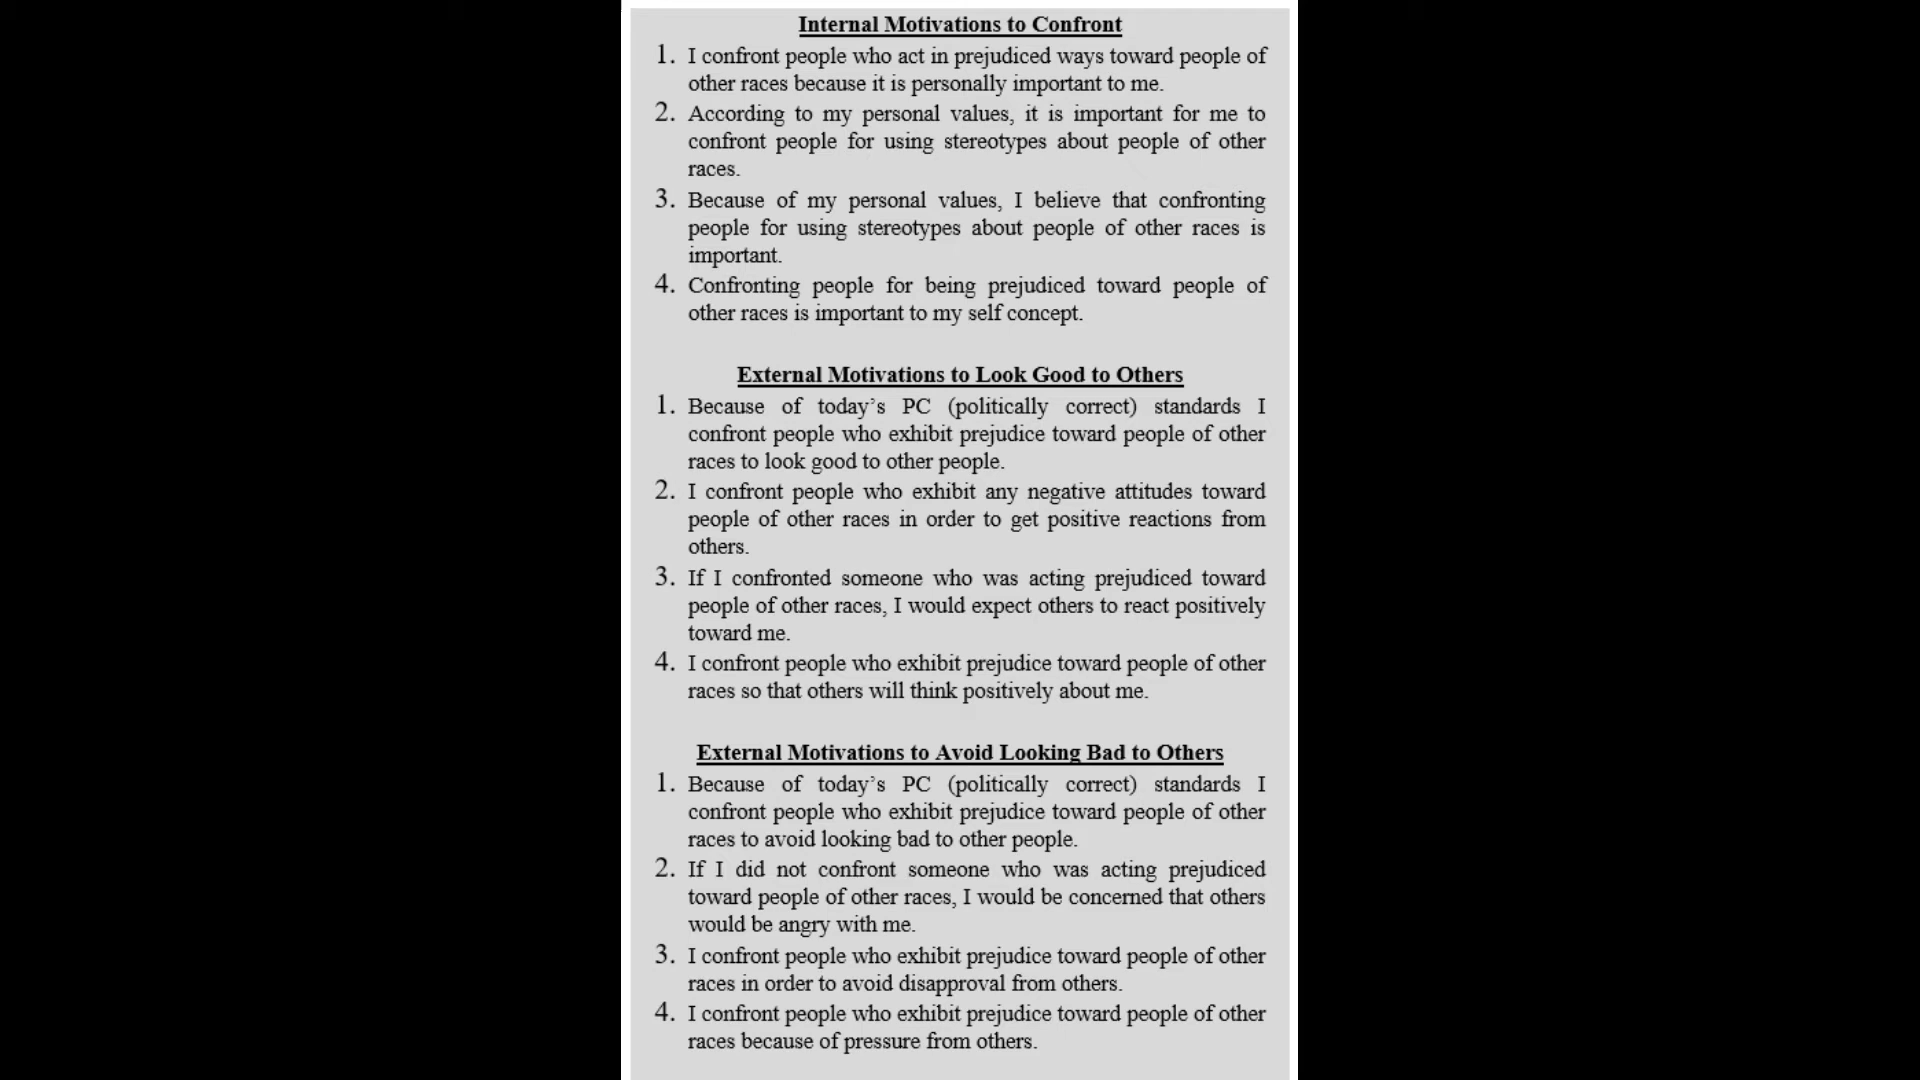 Internal Motivations to Confront
1. I confront people who act in prejudiced ways toward people of
other races because it is personally important to me.
2. According to my personal values, it is important for me to
confront people for using stereotypes about people of other
races.
3. Because of my personal values, I believe that confronting
people for using stereotypes about people of other races is
important.
4. Confronting people for being prejudiced toward people of
other races is important to my self concept.
External Motivations to Look Good to Others
1. Because of today's PC (politically correct) standards I
confront people who exhibit prejudice toward people of other
races to look good to other people.
2. I confront people who exhibit any negative attitudes toward
people of other races in order to get positive reactions from
others.
3. If I confronted someone who was acting prejudiced toward
people of other races, I would expect others to react positively
toward me.
4. I confront people who exhibit prejudice toward people of other
races so that others will think positively about me.
External Motivations to Avoid Looking Bad to Others
1. Because of today's PC (politically correct) standards I
confront people who exhibit prejudice toward people of other
races to avoid looking bad to other people.
2. If I did not confront someone who was acting prejudiced
toward people of other races, I would be concerned that others
would be angry with me.
3. I confront people who exhibit prejudice toward people of other
races in order to avoid disapproval from others.
4. I confront people who exhibit prejudice toward people of other
races because of pressure from others.